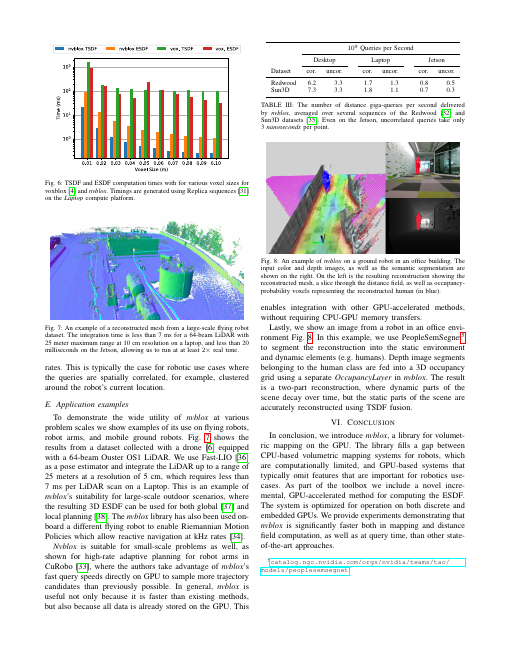 nvblox TSDF nvblox ESDF vox, TSDF vox, ESDF
10³
10²
10¹
10⁰
Time (ms)
0.01 0.02 0.03 0.04 0.05 0.06 0.07 0.08 0.09 0.10
Voxel Size (m)
Fig. 6: TSDF and ESDF computation times with for various voxel sizes for
voxblox [4] and nvblox. Timings are generated using Replica sequences [31]
on the Laptop compute platform.
Fig. 7: An example of a reconstructed mesh from a large-scale flying robot
dataset. The integration time is less than 7 ms for a 64-beam LiDAR with
25 meter maximum range at 10 cm resolution on a laptop, and less than 20
milliseconds on the Jetson, allowing us to run at at least 2× real time.
rates. This is typically the case for robotic use cases where
the queries are spatially correlated, for example, clustered
around the robot's current location.
E. Application examples
To demonstrate the wide utility of nvblox at various
problem scales we show examples of its use on flying robots,
robot arms, and mobile ground robots. Fig. 7 shows the
results from a dataset collected with a drone [6] equipped
with a 64-beam Ouster OS1 LiDAR. We use Fast-LIO [36]
as a pose estimator and integrate the LiDAR up to a range of
25 meters at a resolution of 5 cm, which requires less than
7 ms per LiDAR scan on a Laptop. This is an example of
nvblox's suitability for large-scale outdoor scenarios, where
the resulting 3D ESDF can be used for both global [37] and
local planning [38]. The nvblox library has also been used on-
board a different flying robot to enable Riemannian Motion
Policies which allow reactive navigation at kHz rates [34].
Nvblox is suitable for small-scale problems as well, as
shown for high-rate adaptive planning for robot arms in
CuRobo [33], where the authors take advantage of nvblox's
fast query speeds directly on GPU to sample more trajectory
candidates than previously possible. In general, nvblox is
useful not only because it is faster than existing methods,
but also because all data is already stored on the GPU. This
10⁹ Queries per Second
Desktop Laptop Jetson
Dataset cor. uncor. cor. uncor. cor. uncor.
Redwood 6.2 3.3 1.7 1.3 0.8 0.5
Sun3D 7.3 3.3 1.8 1.1 0.7 0.3
TABLE III: The number of distance giga-queries per second delivered
by nvblox, averaged over several sequences of the Redwood [32] and
Sun3D datasets [35]. Even on the Jetson, uncorrelated queries take only
3 nanoseconds per point.
Fig. 8: An example of nvblox on a ground robot in an office building. The
input color and depth images, as well as the semantic segmentation are
shown on the right. On the left is the resulting reconstruction showing the
reconstructed mesh, a slice through the distance field, as well as occupancy-
probability voxels representing the reconstructed human (in blue).
enables integration with other GPU-accelerated methods,
without requiring CPU-GPU memory transfers.
Lastly, we show an image from a robot in an office envi-
ronment Fig. 8. In this example, we use PeopleSemSegnet
to segment the reconstruction into the static environment
and dynamic elements (e.g. humans). Depth image segments
belonging to the human class are fed into a 3D occupancy
grid using a separate OccupancyLayer in nvblox. The result
is a two-part reconstruction, where dynamic parts of the
scene decay over time, but the static parts of the scene are
accurately reconstructed using TSDF fusion.
VI. CONCLUSION
In conclusion, we introduce nvblox, a library for volumet-
ric mapping on the GPU. The library fills a gap between
CPU-based volumetric mapping systems for robots, which
are computationally limited, and GPU-based systems that
typically omit features that are important for robotics use-
cases. As part of the toolbox we include a novel incre-
mental, GPU-accelerated method for computing the ESDF.
The system is optimized for operation on both discrete and
embedded GPUs. We provide experiments demonstrating that
nvblox is significantly faster both in mapping and distance
field computation, as well as at query time, than other state-
of-the-art approaches.
catalog.ngc.nvidia.com/orgs/nvidia/teams/tao/
models/peoplesemsegnet